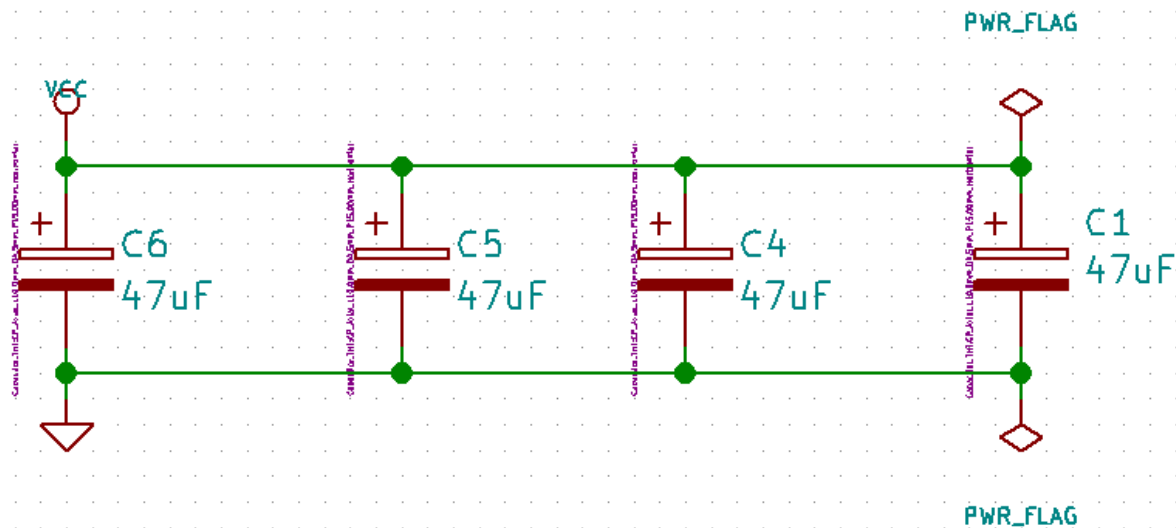 PWR_FLAG
VCC
+
C6
47uF
+
C5
47uF
+
C4
47uF
+
C1
47uF
PWR_FLAG